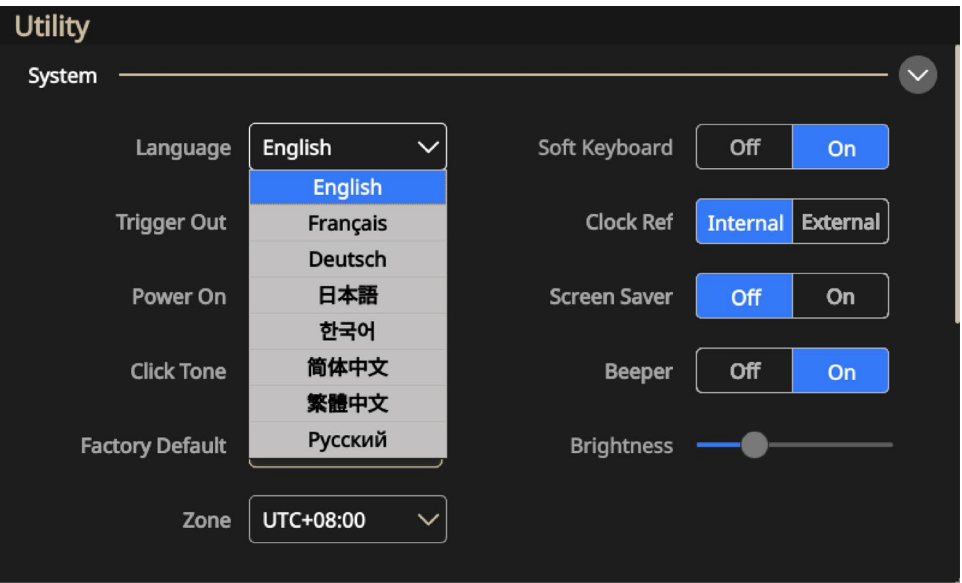 Utility
System
Language English
English
Français
Deutsch
日本語
한국어
简体中文
繁體中文
Русский
Trigger Out
Power On
Click Tone
Factory Default
Zone UTC+08:00
Soft Keyboard Off On
Clock Ref Internal External
Screen Saver Off On
Beeper Off On
Brightness